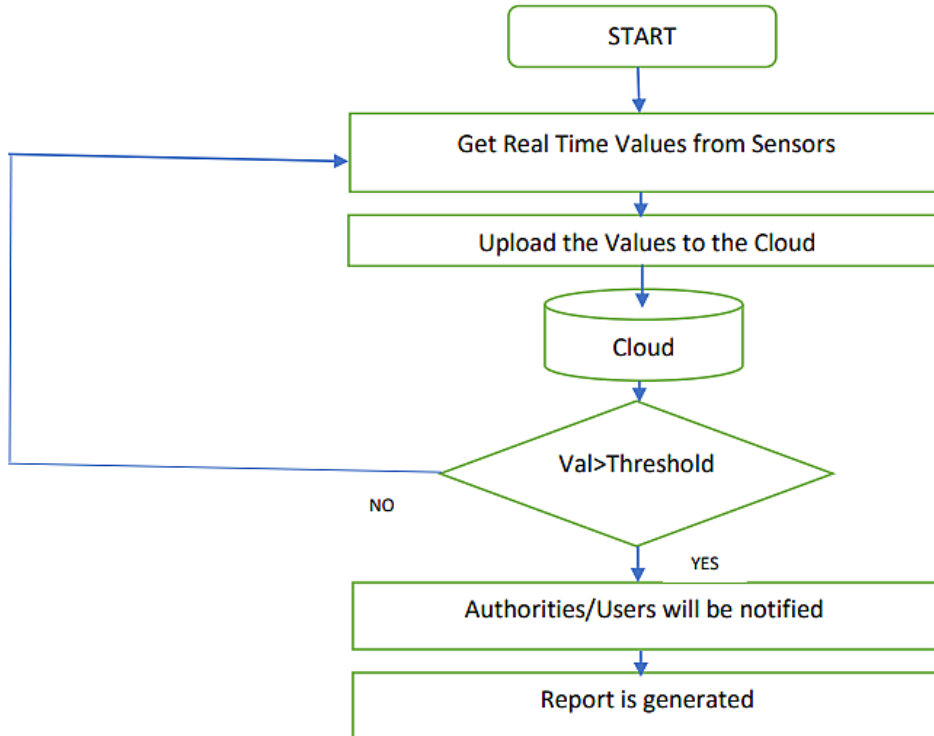 START
Get Real Time Values from Sensors
Upload the Values to the Cloud
Cloud
Val>Threshold
NO
YES
Authorities/Users will be notified
Report is generated